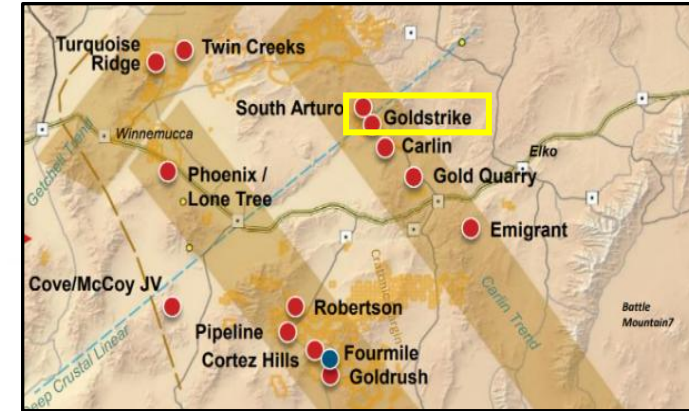 Turquoise
Ridge
Twin Creeks
South Arturo
Goldstrike
Winnemucca
Carlin
Elko
Getchell Trend
Phoenix /
Lone Tree
Gold Quarry
Emigrant
Cove/McCoy JV
Robertson
Carlin Trend
Battle
Mountain7
Pipeline
Cortez Hills
Fourmile
Goldrush
Deep Crustal Linear